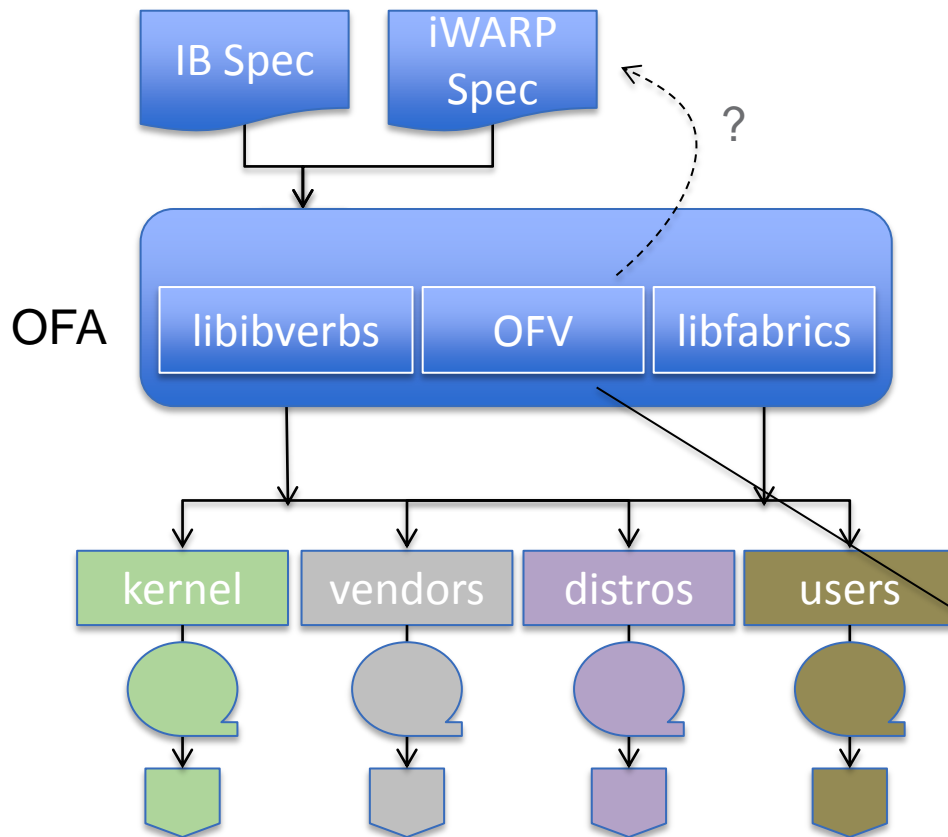 IB Spec
iWARP
Spec
?
OFA
libibverbs
OFV
libfabrics
kernel
vendors
distros
users